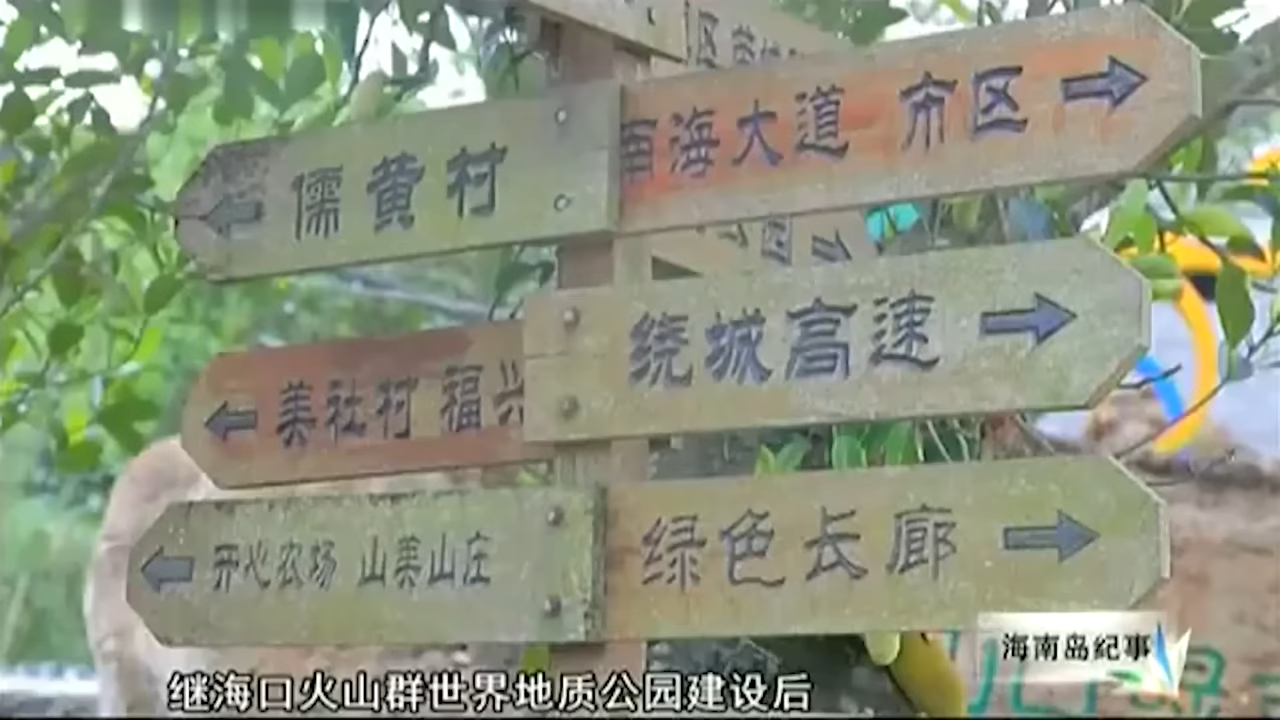 儒黄村
南海大道 市区
绕城高速
美社村 福兴
开心农场 山美山庄
绿色长廊
海南岛纪事
继海口火山群世界地质公园建设后